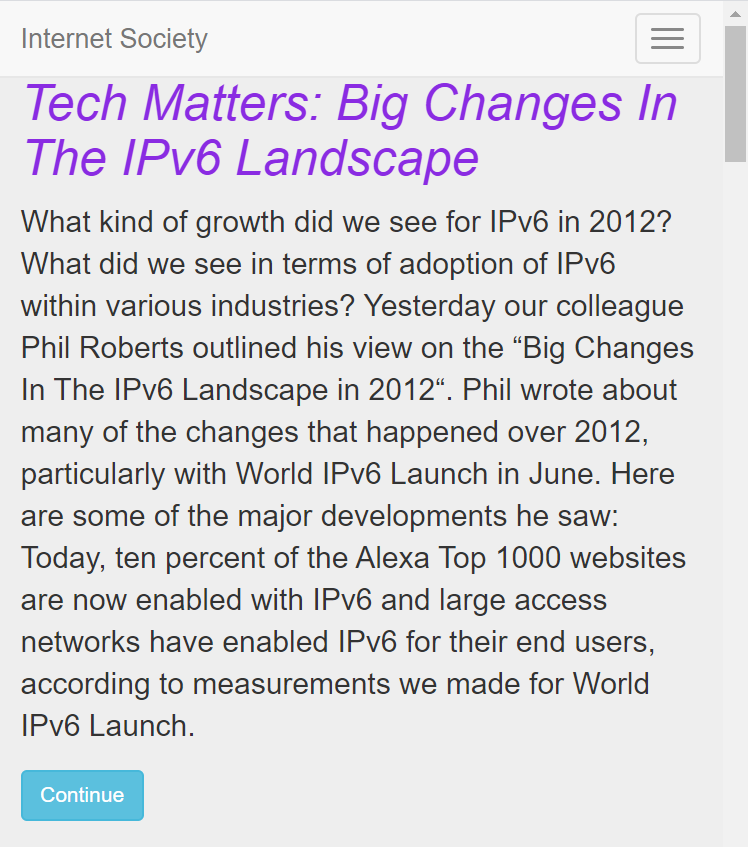 Internet Society
Tech Matters: Big Changes In
The IPv6 Landscape
What kind of growth did we see for IPv6 in 2012?
What did we see in terms of adoption of IPv6
within various industries? Yesterday our colleague
Phil Roberts outlined his view on the “Big Changes
In The IPv6 Landscape in 2012“. Phil wrote about
many of the changes that happened over 2012,
particularly with World IPv6 Launch in June. Here
are some of the major developments he saw:
Today, ten percent of the Alexa Top 1000 websites
are now enabled with IPv6 and large access
networks have enabled IPv6 for their end users,
according to measurements we made for World
IPv6 Launch.
Continue